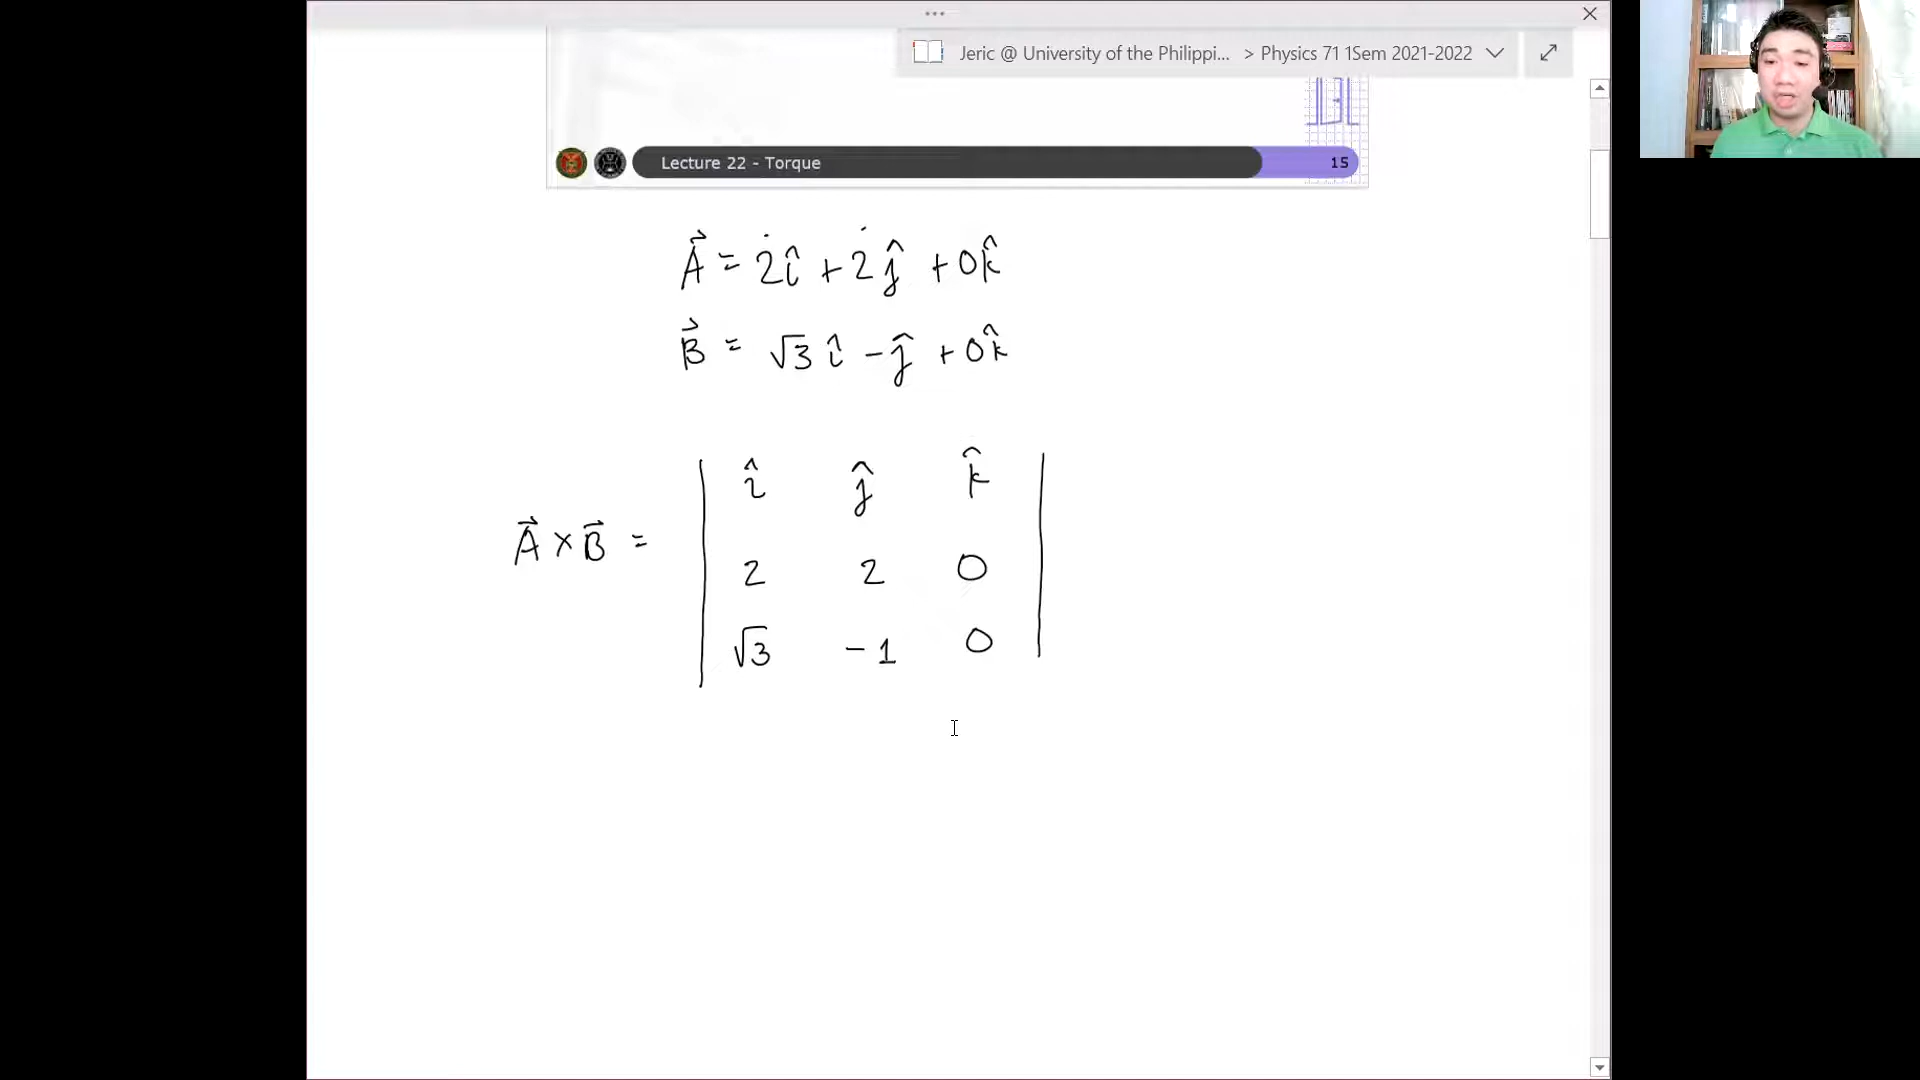 Jeric @ University of the Philippi... > Physics 71 1Sem 2021-2022
Lecture 22 - Torque 15
A⃗ = 2î + 2ĵ + 0k̂
B⃗ = √3 î - ĵ + 0k̂
î ĵ k̂
A⃗ × B⃗ =
2 2 0
√3 -1 0